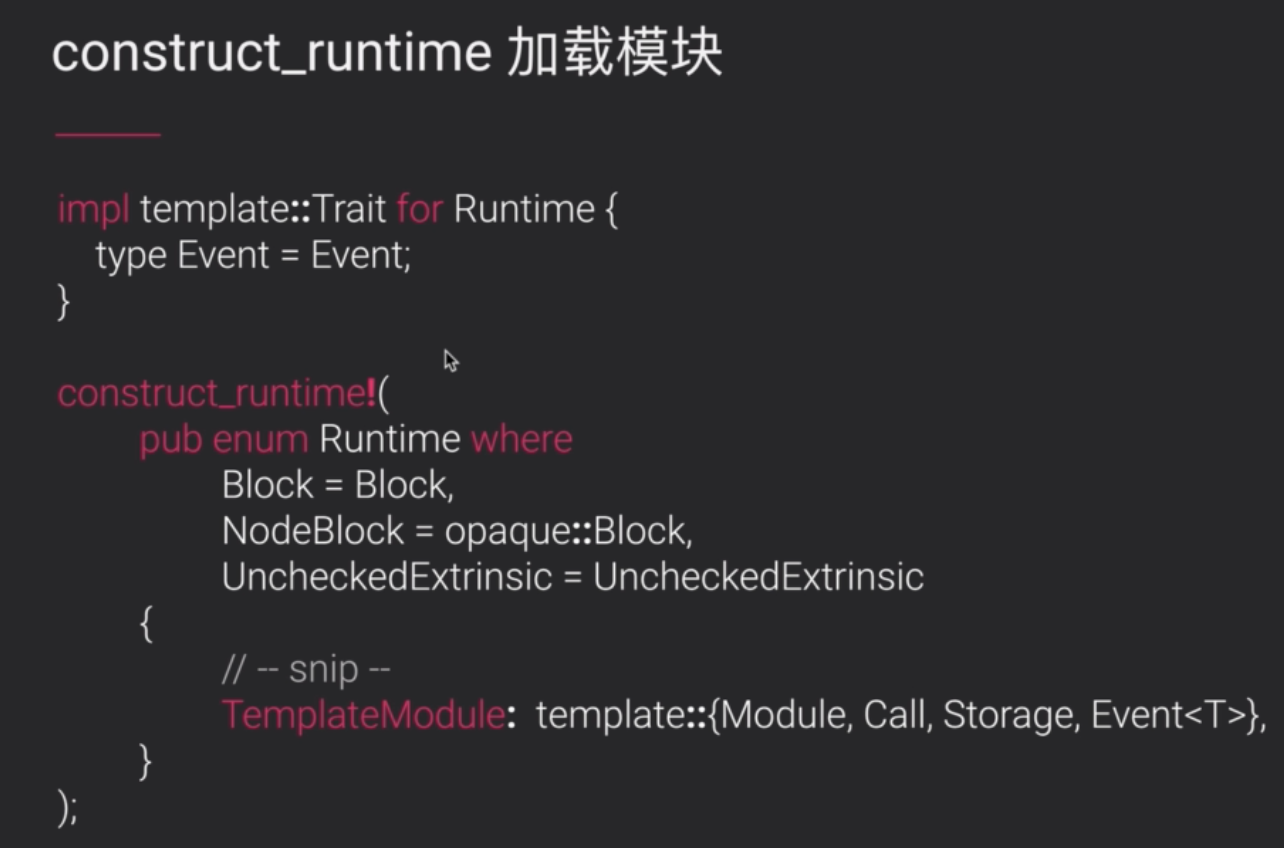 construct_runtime 加载模块
impl template::Trait for Runtime {
type Event = Event;
}
construct_runtime!(
pub enum Runtime where
Block = Block,
NodeBlock = opaque::Block,
UncheckedExtrinsic = UncheckedExtrinsic
{
// -- snip --
TemplateModule: template::{Module, Call, Storage, Event<T>},
}
);